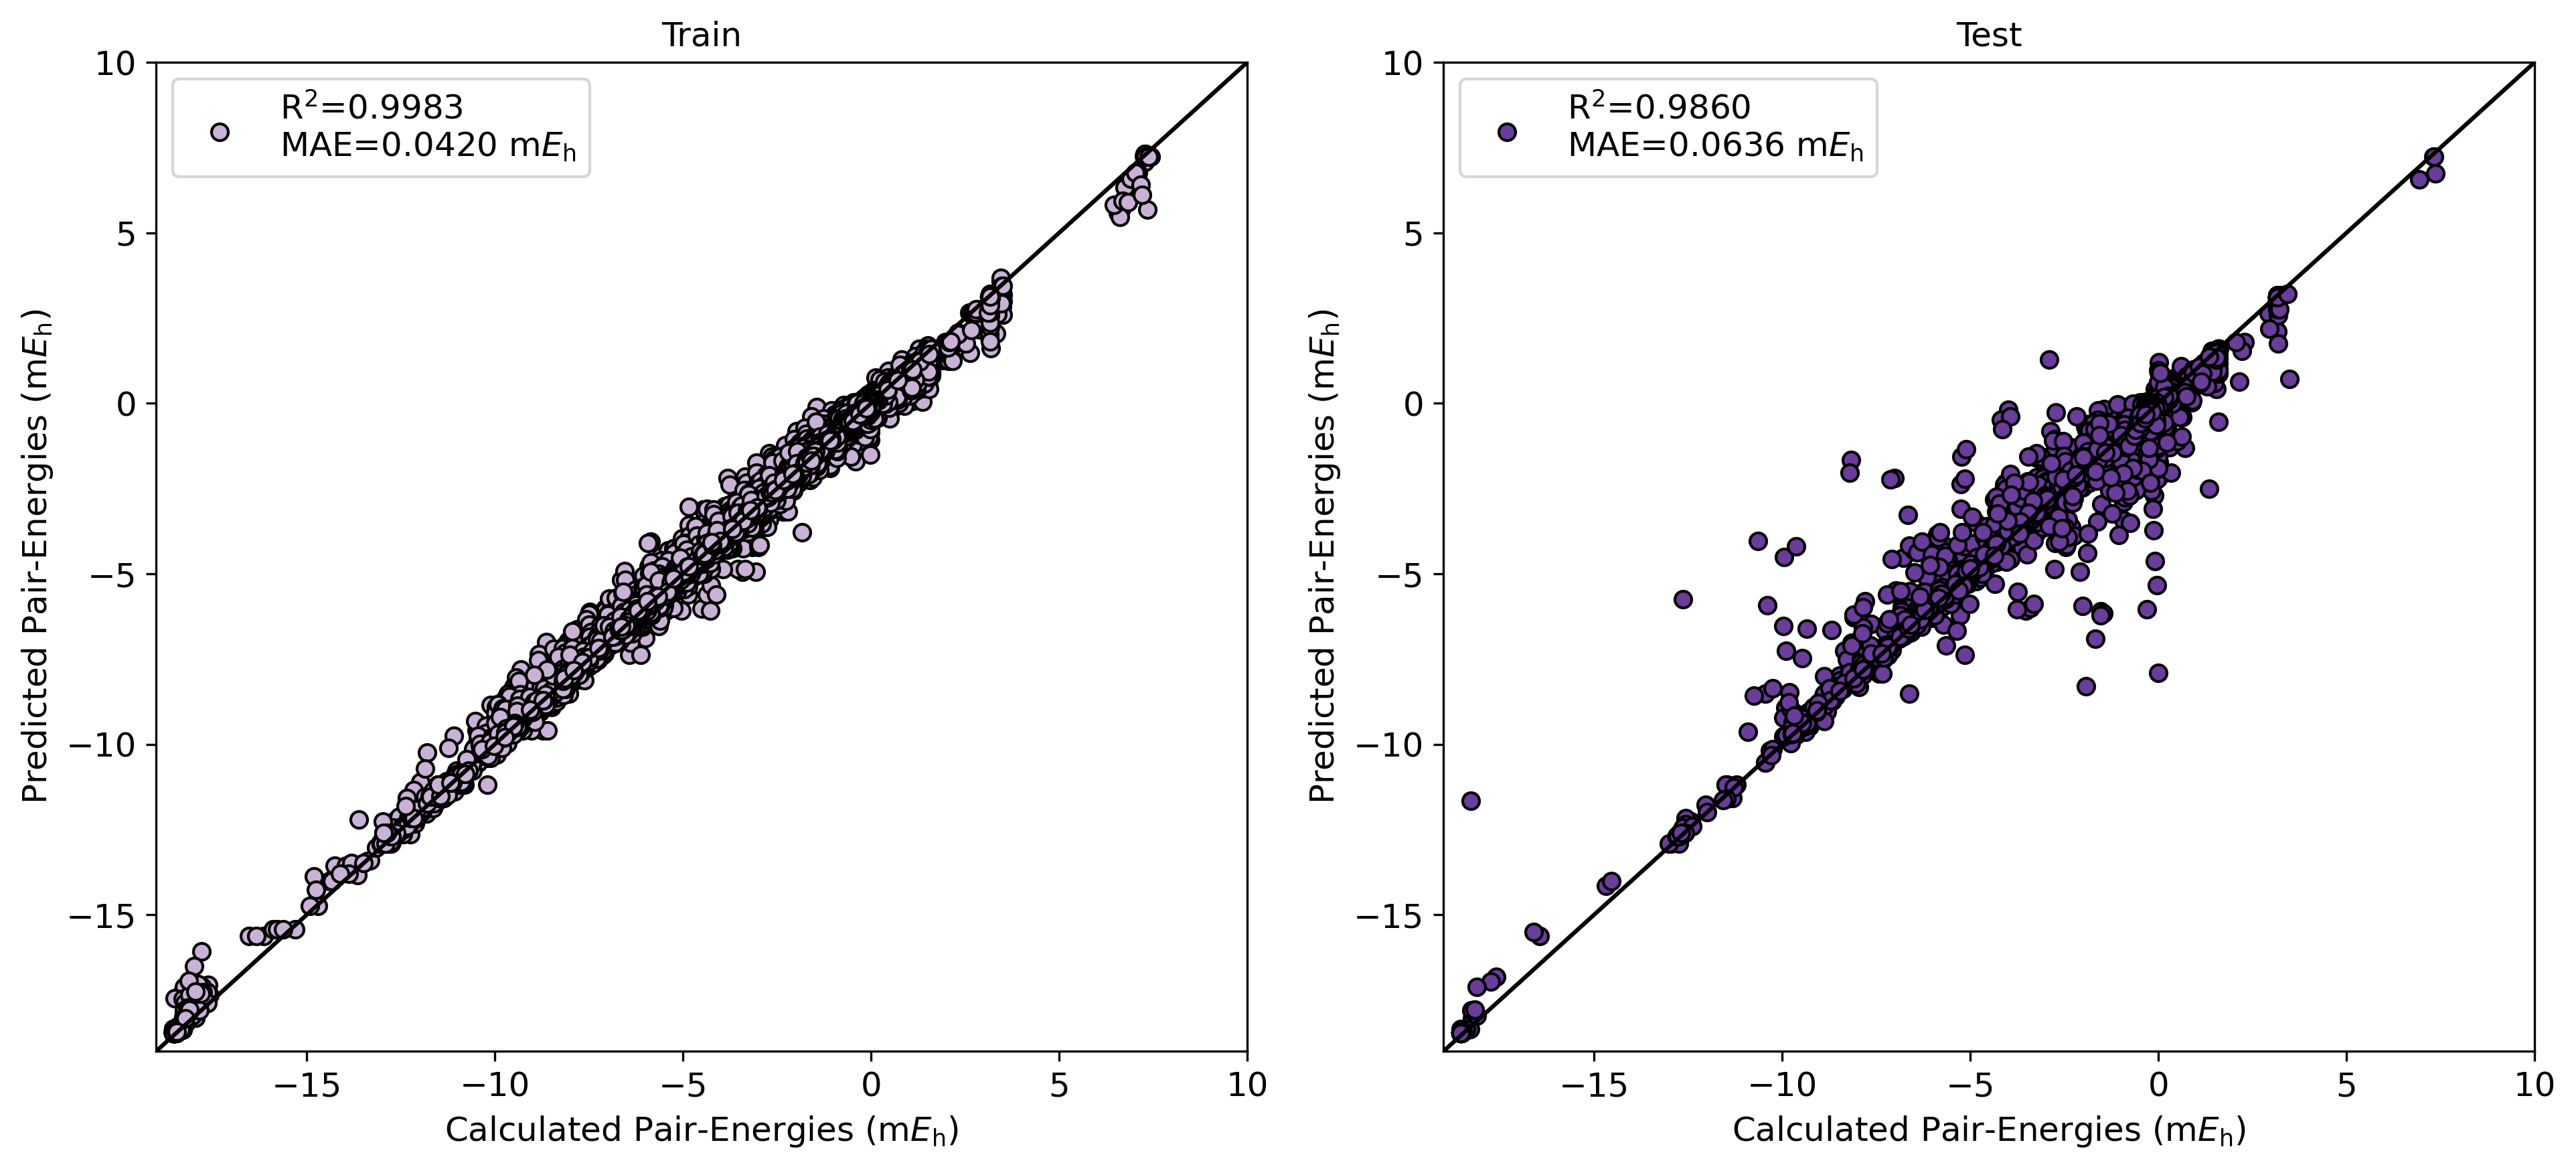 Train
R²=0.9983
MAE=0.0420 mEh
10
5
0
−5
−10
−15
Predicted Pair-Energies (mEh)
−15 −10 −5 0 5 10
Calculated Pair-Energies (mEh)
Test
R²=0.9860
MAE=0.0636 mEh
10
5
0
−5
−10
−15
Predicted Pair-Energies (mEh)
−15 −10 −5 0 5 10
Calculated Pair-Energies (mEh)